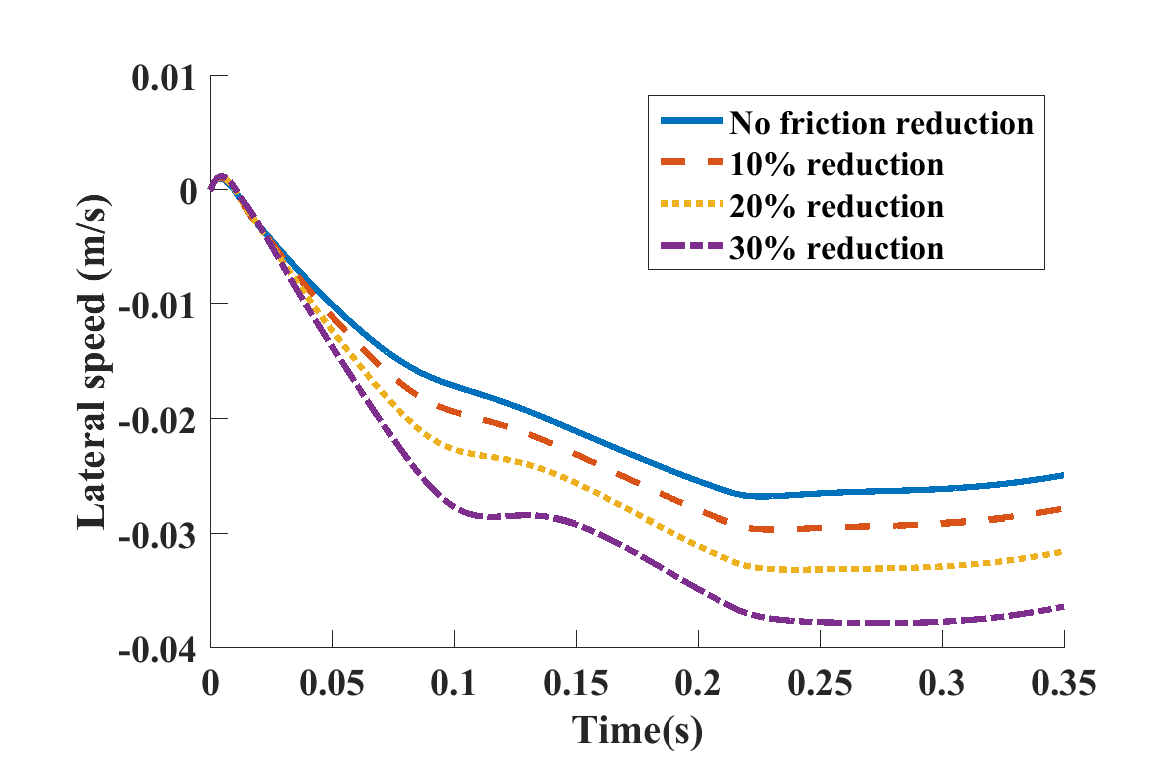 0.01
0
-0.01
-0.02
-0.03
-0.04
Lateral speed (m/s)
No friction reduction
10% reduction
20% reduction
30% reduction
0 0.05 0.1 0.15 0.2 0.25 0.3 0.35
Time(s)